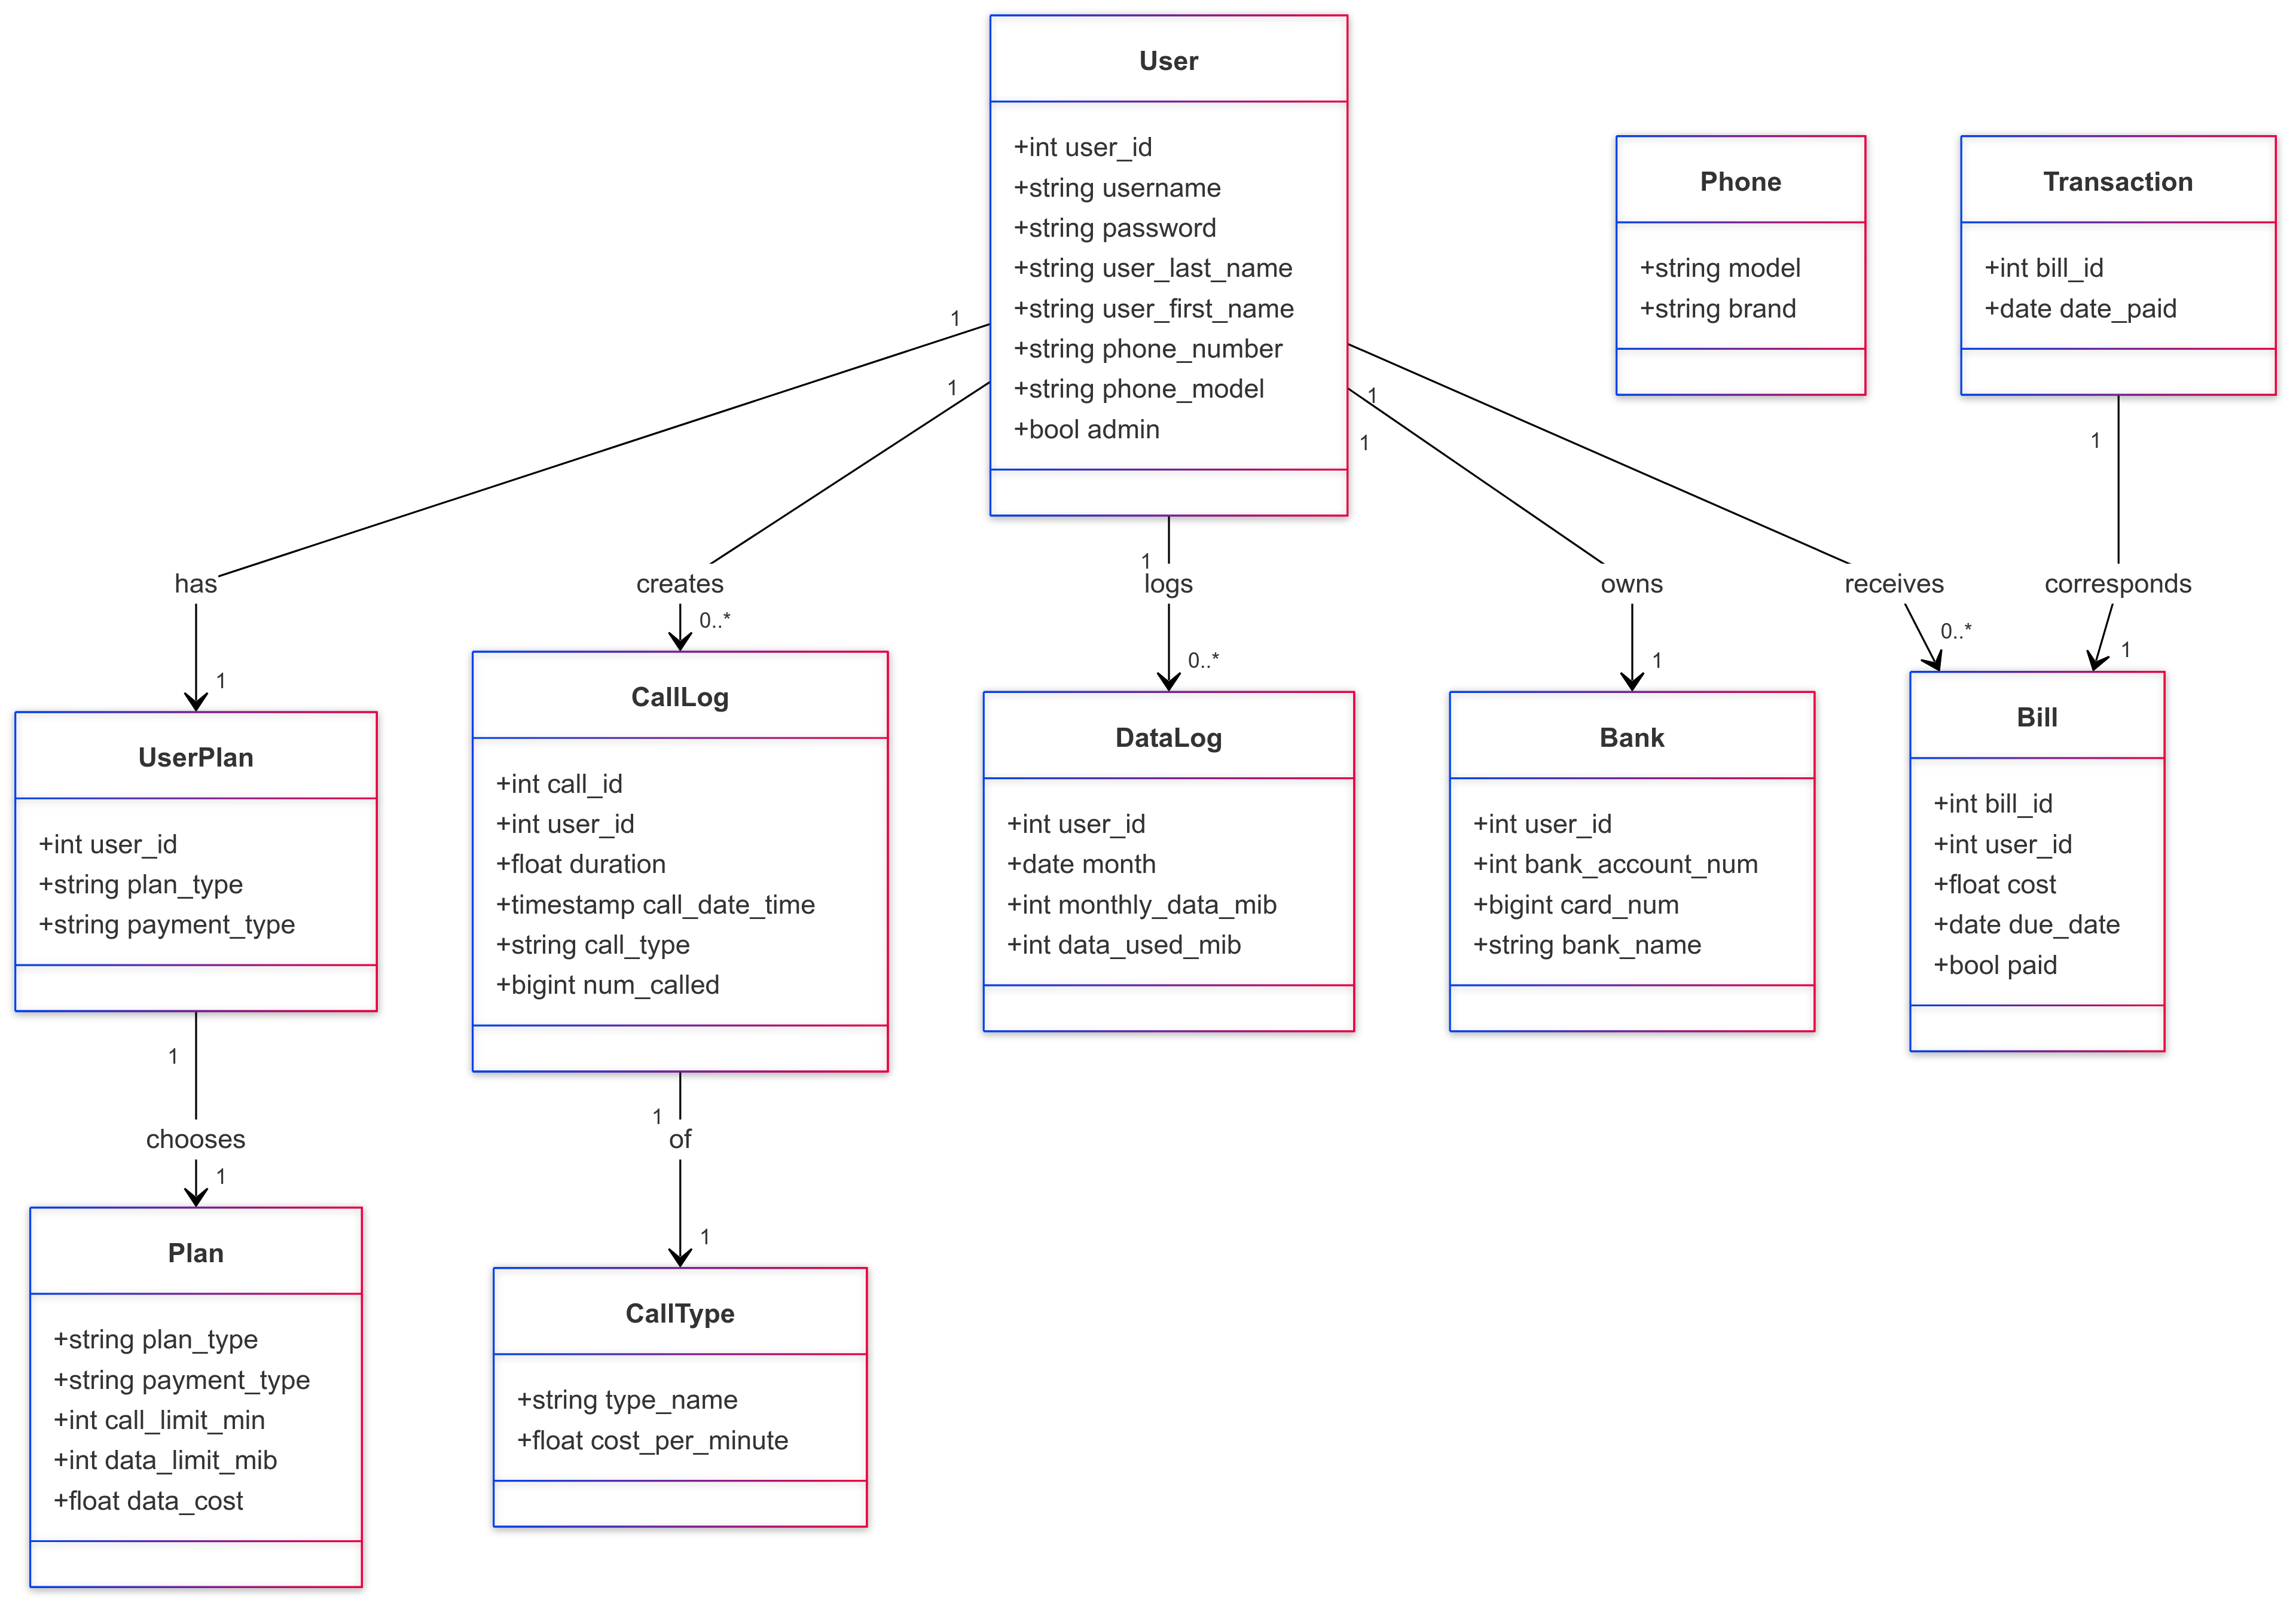 User
+int user_id
+string username
+string password
+string user_last_name
+string user_first_name
+string phone_number
+string phone_model
+bool admin
Phone
+string model
+string brand
Transaction
+int bill_id
+date date_paid
1
1
1
1
1
1
has
creates
logs
owns
receives
corresponds
1
0..*
0..*
1
0..*
1
UserPlan
+int user_id
+string plan_type
+string payment_type
CallLog
+int call_id
+int user_id
+float duration
+timestamp call_date_time
+string call_type
+bigint num_called
DataLog
+int user_id
+date month
+int monthly_data_mib
+int data_used_mib
Bank
+int user_id
+int bank_account_num
+bigint card_num
+string bank_name
Bill
+int bill_id
+int user_id
+float cost
+date due_date
+bool paid
1
chooses
1
1
of
1
Plan
+string plan_type
+string payment_type
+int call_limit_min
+int data_limit_mib
+float data_cost
CallType
+string type_name
+float cost_per_minute